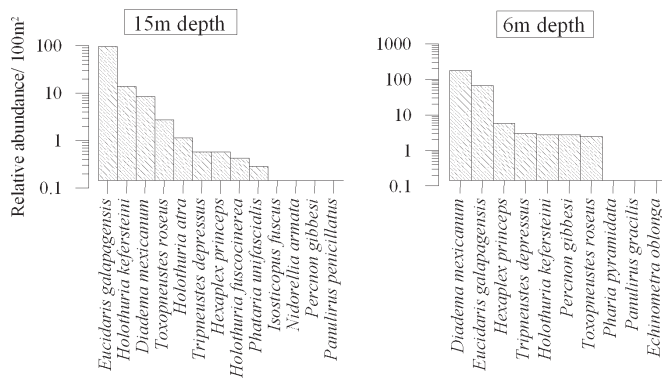 15m depth
Relative abundance/ 100m²
100
10
1
0.1
Eucidaris galapagensis
Holothuria kefersteini
Diadema mexicanum
Toxopneustes roseus
Holothuria atra
Tripneustes depressus
Hexaplex princeps
Holothuria fuscocinerea
Phataria unifascialis
Isosticopus fuscus
Nidorellia armata
Percnon gibbesi
Panulirus penicillatus
6m depth
1000
100
10
1
0.1
Diadema mexicanum
Eucidaris galapagensis
Hexaplex princeps
Tripneustes depressus
Holothuria kefersteini
Percnon gibbesi
Toxopneustes roseus
Pharia pyramidata
Panulirus gracilis
Echinometra oblonga